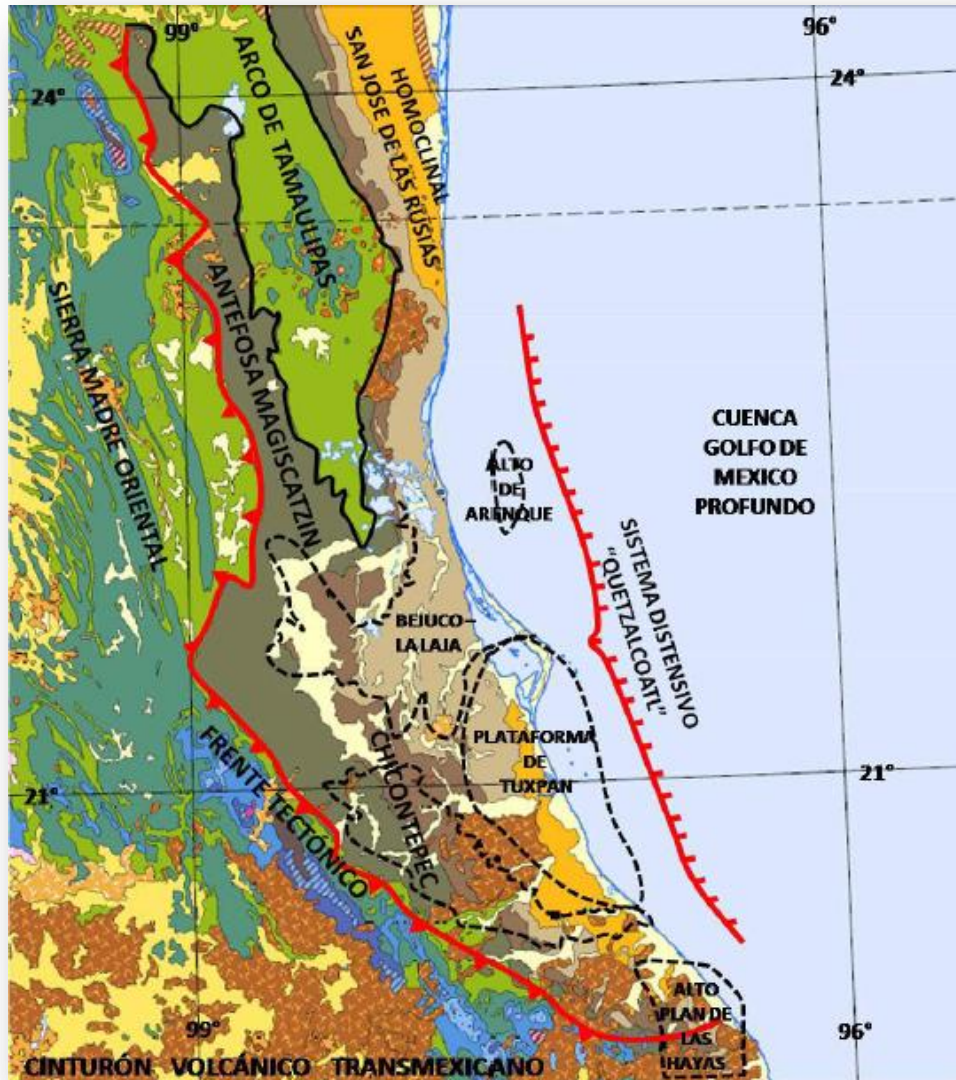 99°
96°
24°
24°
ARCO DE TAMAULIPAS
HOMOCLINAL
SAN JOSE DE LAS RUSIAS
SIERRA MADRE ORIENTAL
ANTEFOSA MAGISCATZIN
CUENCA
GOLFO DE
MEXICO
PROFUNDO
ALTO
DE
ARENQUE
SISTEMA DISTENSIVO
"QUETZALCOATL"
BEJUCO –
LA LAJA
PLATAFORMA
DE
TUXPAN
CHICONTEPEC
FRENTE TECTÓNICO
21°
21°
ALTO
PLAN DE
LAS
HAYAS
99°
96°
CINTURÓN VOLCÁNICO TRANSMEXICANO